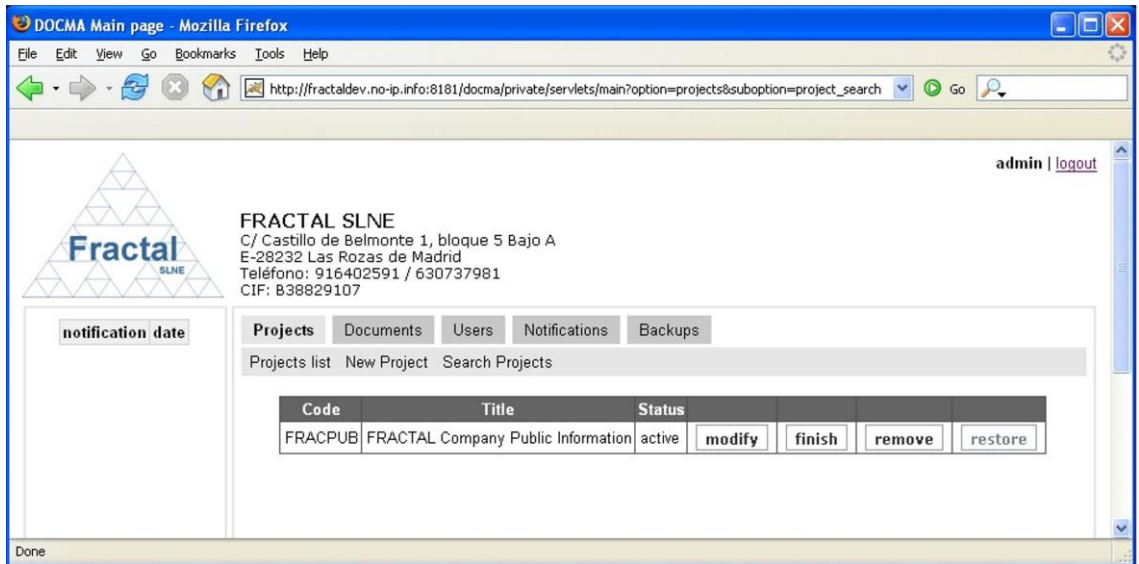 DOCMA Main page - Mozilla Firefox
File Edit View Go Bookmarks Tools Help
http://fractaldev.no-ip.info:8181/docma/private/servlets/main?option=projects&suboption=project_search Go
admin | logout
Fractal
SLNE
FRACTAL SLNE
C/ Castillo de Belmonte 1, bloque 5 Bajo A
E-28232 Las Rozas de Madrid
Teléfono: 916402591 / 630737981
CIF: B38829107
notification date
Projects Documents Users Notifications Backups
Projects list New Project Search Projects
Code Title Status
FRACPUB FRACTAL Company Public Information active modify finish remove restore
Done